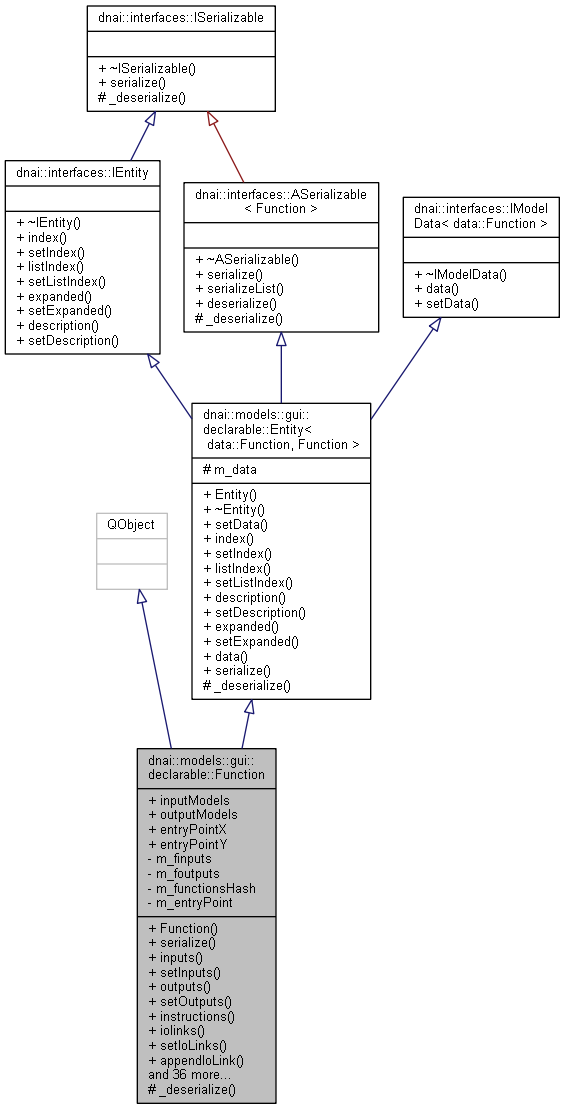 dnai::interfaces::ISerializable
+ ~ISerializable()
+ serialize()
# _deserialize()
dnai::interfaces::IEntity
+ ~IEntity()
+ index()
+ setIndex()
+ listIndex()
+ setListIndex()
+ expanded()
+ setExpanded()
+ description()
+ setDescription()
dnai::interfaces::ASerializable
< Function >
+ ~ASerializable()
+ serialize()
+ serializeList()
+ deserialize()
# _deserialize()
dnai::interfaces::IModel
Data< data::Function >
+ ~IModelData()
+ data()
+ setData()
dnai::models::gui::
declarable::Entity<
data::Function, Function >
# m_data
+ Entity()
+ ~Entity()
+ setData()
+ index()
+ setIndex()
+ listIndex()
+ setListIndex()
+ description()
+ setDescription()
+ expanded()
+ setExpanded()
+ data()
+ serialize()
# _deserialize()
QObject
dnai::models::gui::
declarable::Function
+ inputModels
+ outputModels
+ entryPointX
+ entryPointY
- m_finputs
- m_foutputs
- m_functionsHash
- m_entryPoint
+ Function()
+ serialize()
+ inputs()
+ setInputs()
+ outputs()
+ setOutputs()
+ instructions()
+ iolinks()
+ setIoLinks()
+ appendIoLink()
and 36 more...
# _deserialize()